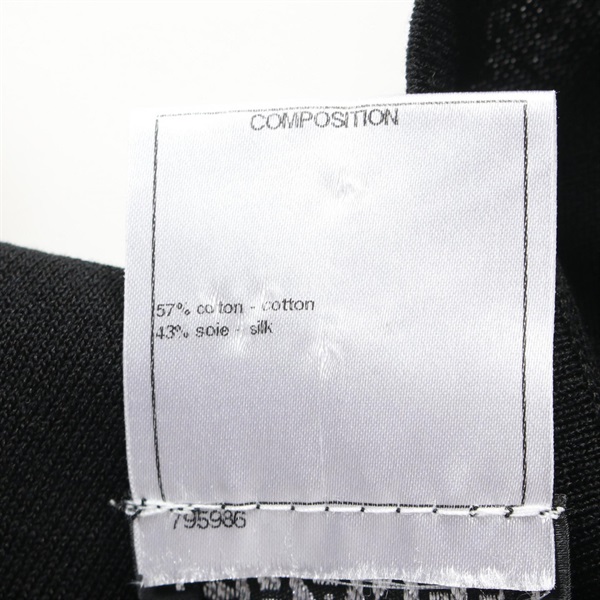 COMPOSITION
57% coton - cotton
43% soie - silk
795986